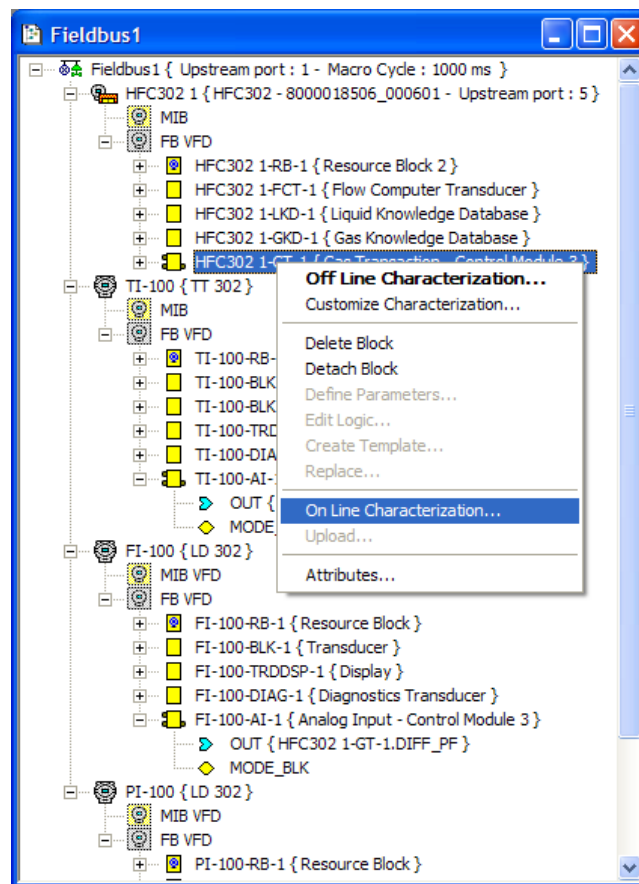 Fieldbus1
Fieldbus1 { Upstream port : 1 - Macro Cycle : 1000 ms }
HFC302 1 { HFC302 - 8000018506_000601 - Upstream port : 5 }
MIB
FB VFD
HFC302 1-RB-1 { Resource Block 2 }
HFC302 1-FCT-1 { Flow Computer Transducer }
HFC302 1-LKD-1 { Liquid Knowledge Database }
HFC302 1-GKD-1 { Gas Knowledge Database }
HFC302 1-GT-1 { Gas Transaction - Control Module 3 }
Off Line Characterization...
Customize Characterization...
Delete Block
Detach Block
Define Parameters...
Edit Logic...
Create Template...
Replace...
On Line Characterization...
Upload...
Attributes...
TI-100 { TT 302 }
MIB
FB VFD
TI-100-RB-
TI-100-BLK
TI-100-BLK
TI-100-TRD
TI-100-DIA
TI-100-AI-
OUT {
MODE_
FI-100 { LD 302 }
MIB VFD
FB VFD
FI-100-RB-1 { Resource Block }
FI-100-BLK-1 { Transducer }
FI-100-TRDDSP-1 { Display }
FI-100-DIAG-1 { Diagnostics Transducer }
FI-100-AI-1 { Analog Input - Control Module 3 }
OUT { HFC302 1-GT-1.DIFF_PF }
MODE_BLK
PI-100 { LD 302 }
MIB VFD
FB VFD
PI-100-RB-1 { Resource Block }